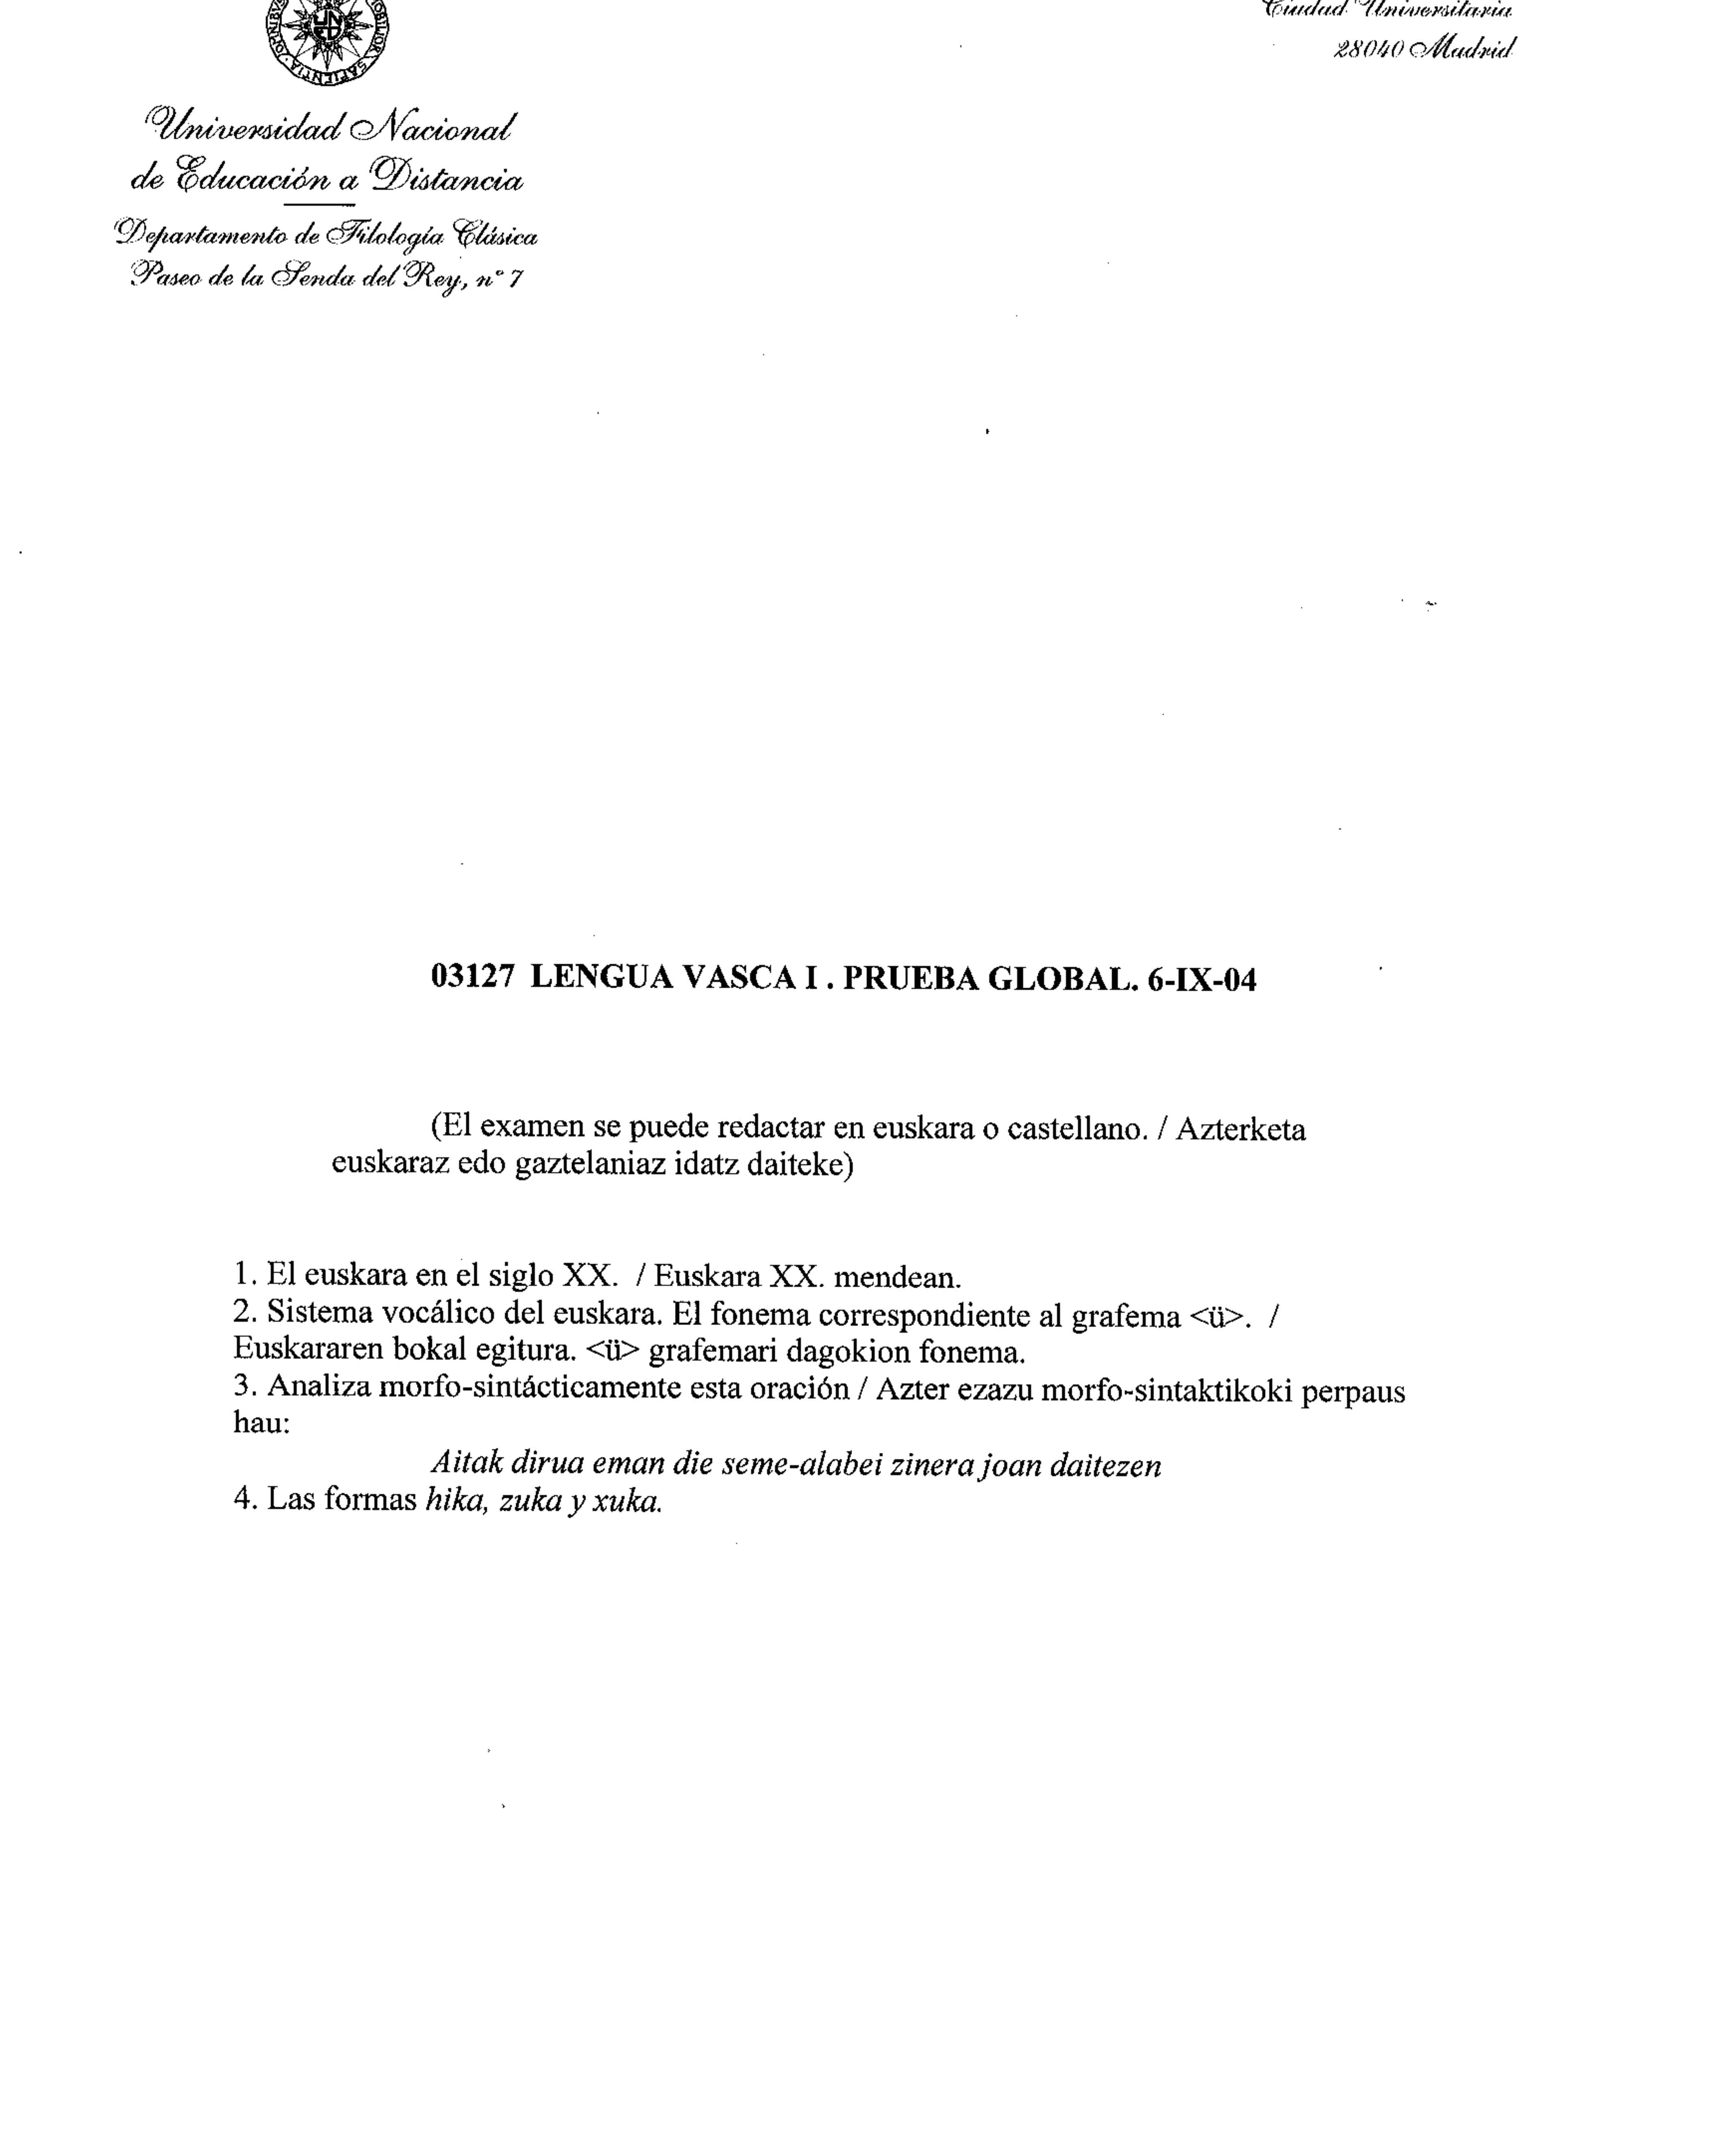 Ciudad Universitaria
28040 Madrid
UNED
SAPIENTIA
Universidad Nacional
de Educación a Distancia
Departamento de Filología Clásica
Paseo de la Senda del Rey, nº 7
03127 LENGUA VASCA I . PRUEBA GLOBAL. 6-IX-04
(El examen se puede redactar en euskara o castellano. / Azterketa
euskaraz edo gaztelaniaz idatz daiteke)
1. El euskara en el siglo XX. / Euskara XX. mendean.
2. Sistema vocálico del euskara. El fonema correspondiente al grafema <ü>. /
Euskararen bokal egitura. <ü> grafemari dagokion fonema.
3. Analiza morfo-sintácticamente esta oración / Azter ezazu morfo-sintaktikoki perpaus
hau:
Aitak dirua eman die seme-alabei zinera joan daitezen
4. Las formas hika, zuka y xuka.